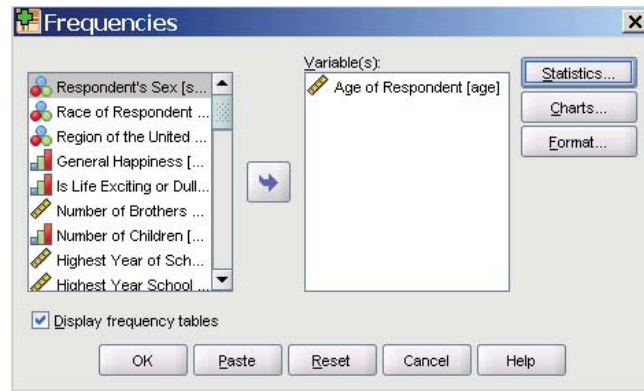 Frequencies
Respondent's Sex [s...
Race of Respondent ...
Region of the United ...
General Happiness [...
Is Life Exciting or Dull...
Number of Brothers ...
Number of Children [...
Highest Year of Sch...
Highest Year School ...
Variable(s):
Age of Respondent [age]
Statistics...
Charts...
Format...
Display frequency tables
OK
Paste
Reset
Cancel
Help